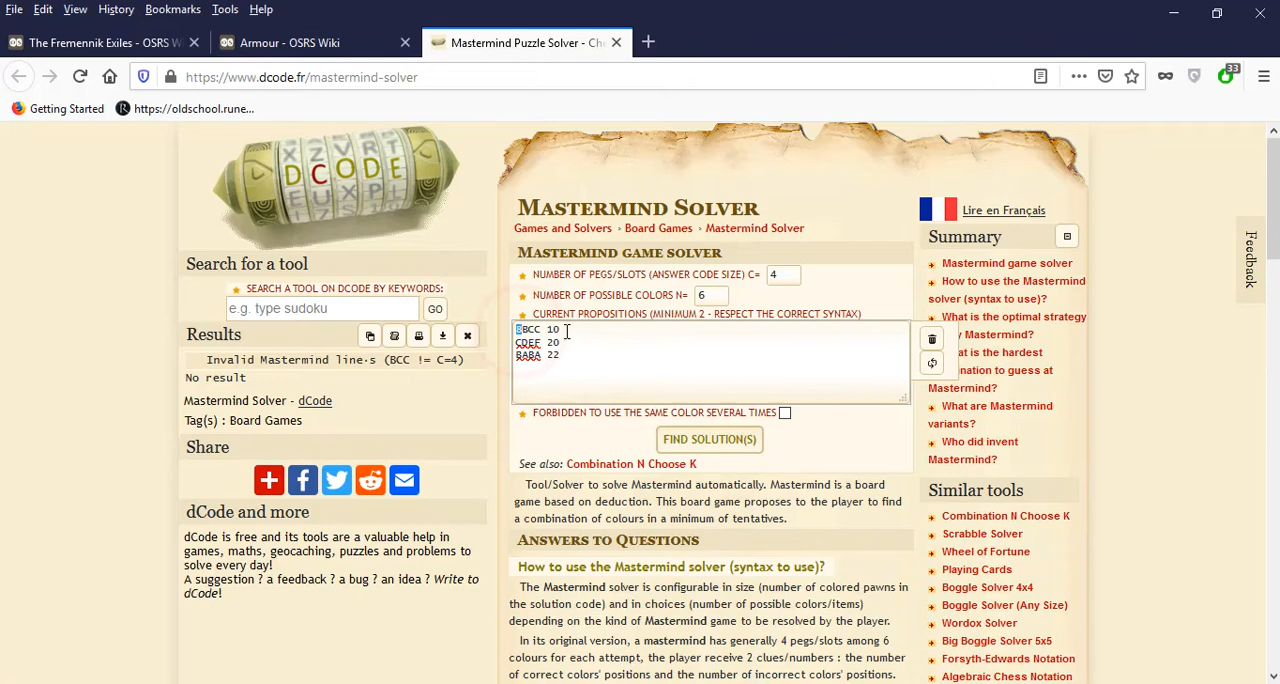 File Edit View History Bookmarks Tools Help
The Fremennik Exiles - OSRS W
Armour - OSRS Wiki
Mastermind Puzzle Solver - Che
https://www.dcode.fr/mastermind-solver
33
Getting Started
https://oldschool.rune...
DCODE
Search for a tool
SEARCH A TOOL ON DCODE BY KEYWORDS:
e.g. type sudoku
GO
Results
Invalid Mastermind line·s (BCC != C=4)
No result
Mastermind Solver - dCode
Tag(s) : Board Games
Share
dCode and more
dCode is free and its tools are a valuable help in
games, maths, geocaching, puzzles and problems to
solve every day!
A suggestion ? a feedback ? a bug ? an idea ? Write to
dCode!
Mastermind Solver
Games and Solvers › Board Games › Mastermind Solver
Mastermind game solver
NUMBER OF PEGS/SLOTS (ANSWER CODE SIZE) C= 4
NUMBER OF POSSIBLE COLORS N= 6
CURRENT PROPOSITIONS (MINIMUM 2 - RESPECT THE CORRECT SYNTAX)
BBCC 10
CDEF 20
BABA 22
FORBIDDEN TO USE THE SAME COLOR SEVERAL TIMES
FIND SOLUTION(S)
See also: Combination N Choose K
Tool/Solver to solve Mastermind automatically. Mastermind is a board
game based on deduction. This board game proposes to the player to find
a combination of colours in a minimum of tentatives.
Answers to Questions
How to use the Mastermind solver (syntax to use)?
The Mastermind solver is configurable in size (number of colored pawns in
the solution code) and in choices (number of possible colors/items)
depending on the kind of Mastermind game to be resolved by the player.
In its original version, a mastermind has generally 4 pegs/slots among 6
colours for each attempt, the player receive 2 clues/numbers : the number
of correct colors' positions and the number of incorrect colors' positions.
Lire en Français
Summary
Mastermind game solver
How to use the Mastermind
solver (syntax to use)?
What is the optimal strategy
y Mastermind?
at is the hardest
nation to guess at
Mastermind?
What are Mastermind
variants?
Who did invent
Mastermind?
Similar tools
Combination N Choose K
Scrabble Solver
Wheel of Fortune
Playing Cards
Boggle Solver 4x4
Boggle Solver (Any Size)
Wordox Solver
Big Boggle Solver 5x5
Forsyth-Edwards Notation
Algebraic Chess Notation
Feedback